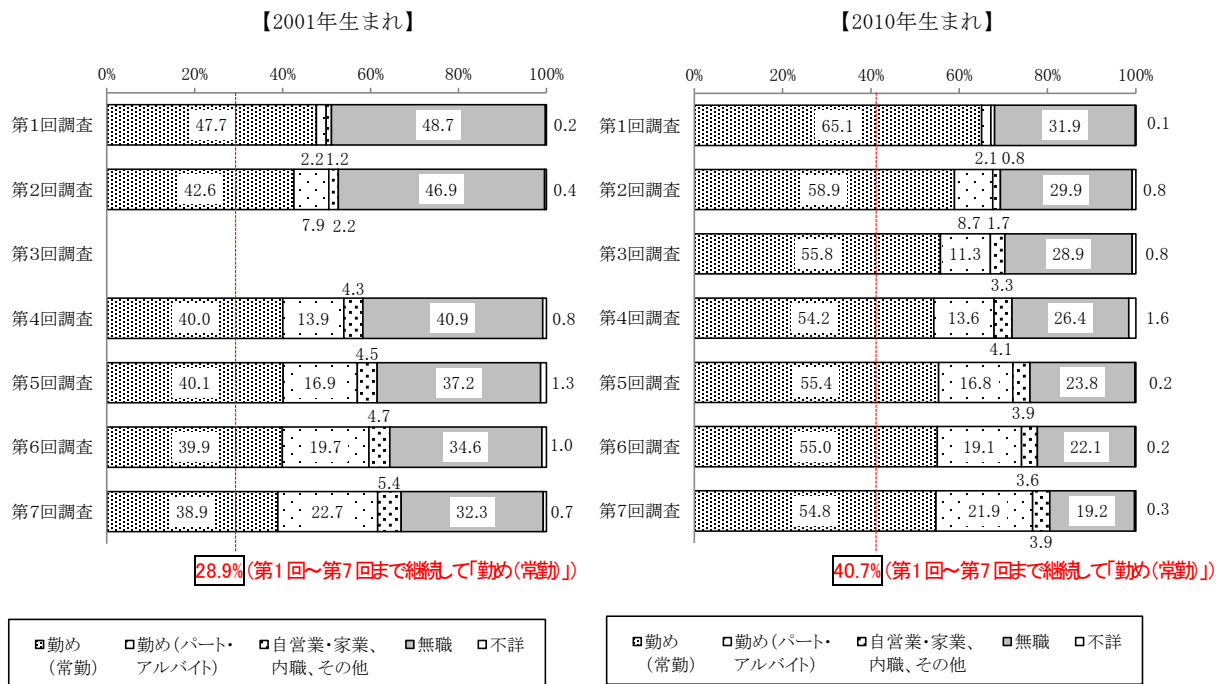 【2001年生まれ】
0% 20% 40% 60% 80% 100%
第1回調査 47.7 48.7 0.2
2.2 1.2
第2回調査 42.6 46.9 0.4
7.9 2.2
第3回調査
4.3
第4回調査 40.0 13.9 40.9 0.8
4.5
第5回調査 40.1 16.9 37.2 1.3
4.7
第6回調査 39.9 19.7 34.6 1.0
5.4
第7回調査 38.9 22.7 32.3 0.7
28.9% (第1回～第7回まで継続して「勤め(常勤)」)
勤め(常勤) 勤め(パート・アルバイト) 自営業・家業、内職、その他 無職 不詳
【2010年生まれ】
0% 20% 40% 60% 80% 100%
第1回調査 65.1 31.9 0.1
2.1 0.8
第2回調査 58.9 29.9 0.8
8.7 1.7
第3回調査 55.8 11.3 28.9 0.8
3.3
第4回調査 54.2 13.6 26.4 1.6
4.1
第5回調査 55.4 16.8 23.8 0.2
3.9
第6回調査 55.0 19.1 22.1 0.2
3.6
第7回調査 54.8 21.9 19.2 0.3
3.9
40.7% (第1回～第7回まで継続して「勤め(常勤)」)
勤め(常勤) 勤め(パート・アルバイト) 自営業・家業、内職、その他 無職 不詳